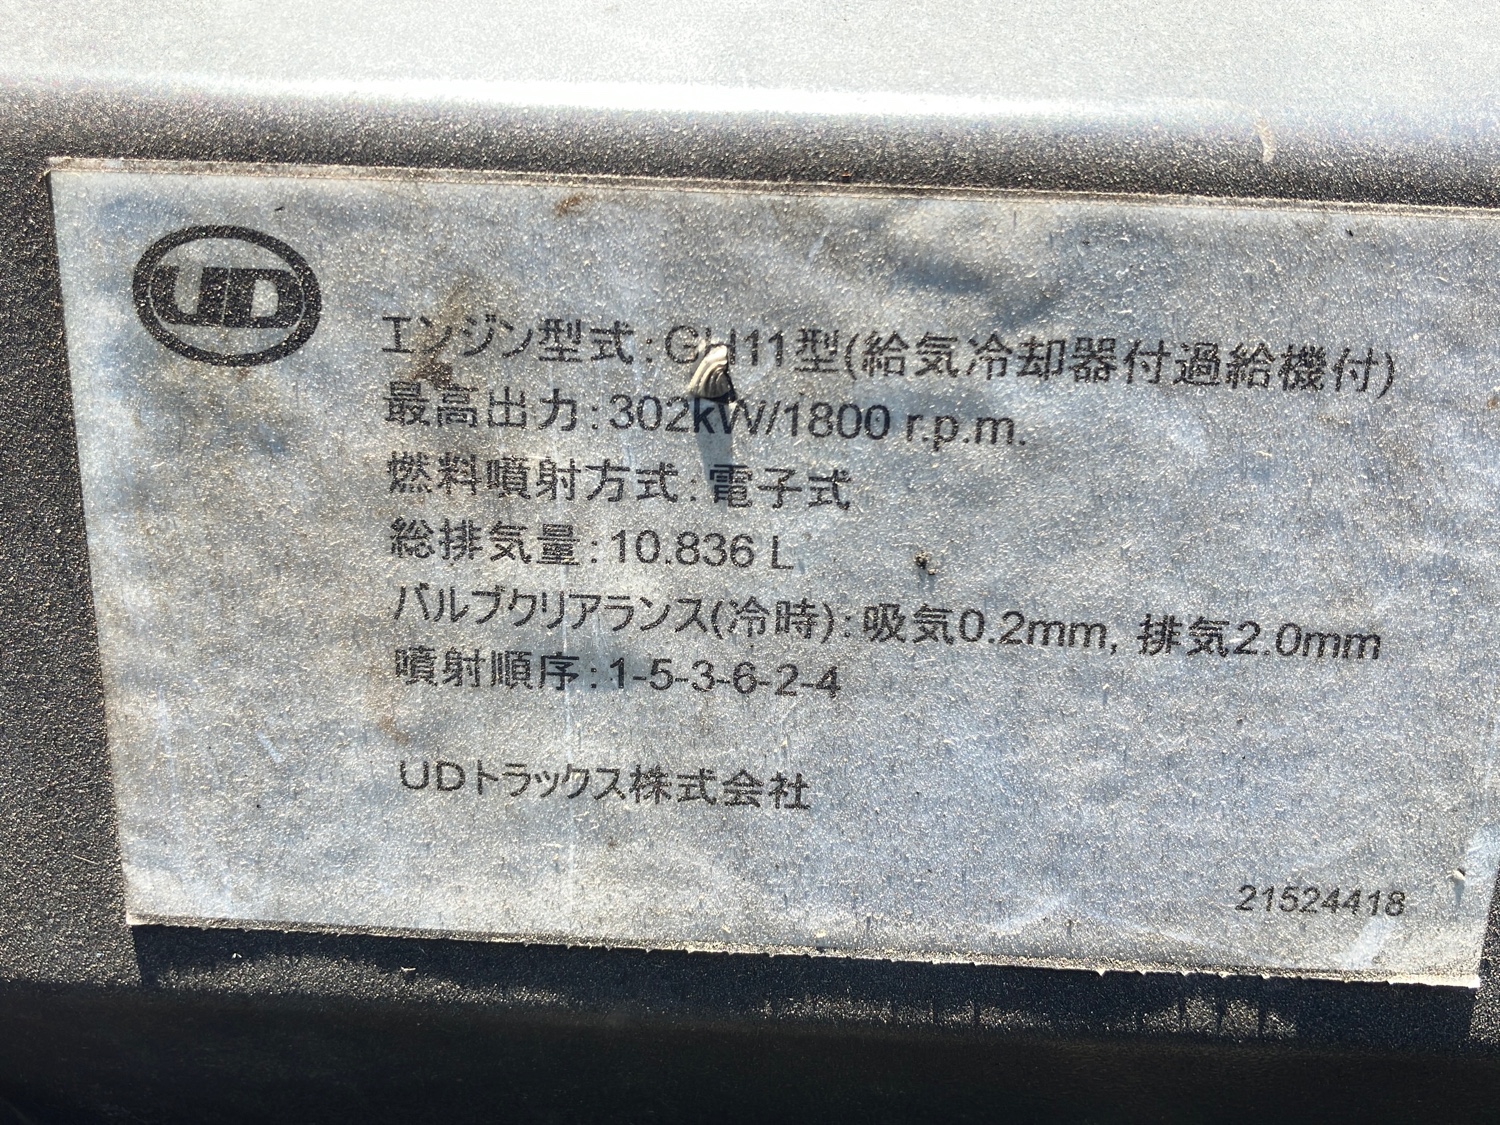 UD
エンジン型式:GH11型(給気冷却器付過給機付)
最高出力:302kW/1800 r.p.m.
燃料噴射方式:電子式
総排気量:10.836 L
バルブクリアランス(冷時):吸気0.2mm, 排気2.0mm
噴射順序:1-5-3-6-2-4
UDトラックス株式会社
21524418